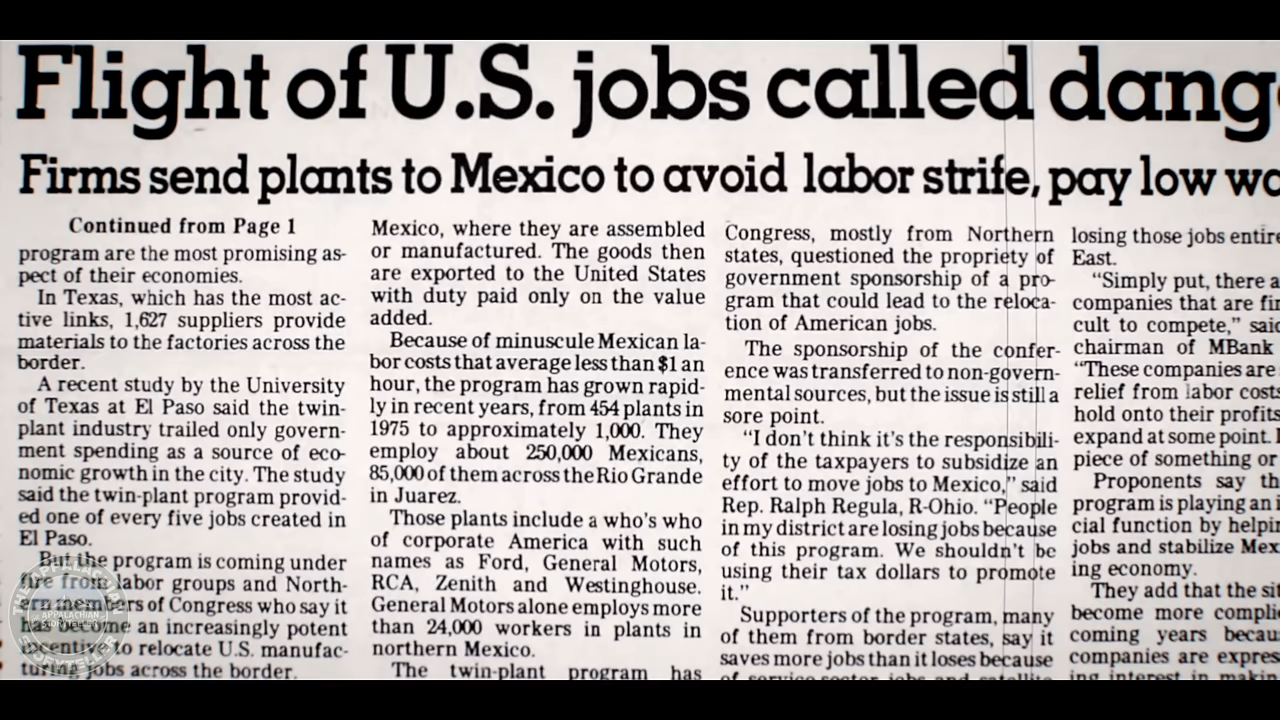 Flight of U.S. jobs called
Firms send plants to Mexico to avoid labor strife, pay low
Continued from Page 1
program are the most promising as-
pect of their economies.
In Texas, which has the most ac-
tive links, 1,627 suppliers provide
materials to the factories across the
border.
A recent study by the University
of Texas at El Paso said the twin-
plant industry trailed only govern-
ment spending as a source of eco-
nomic growth in the city. The study
said the twin-plant program provid-
ed one of every five jobs created in
El Paso.
But the program is coming under
fire from labor groups and North-
ern members of Congress who say it
has become an increasingly potent
incentive to relocate U.S. manufac-
turing jobs across the border.
Mexico, where they are assembled
or manufactured. The goods then
are exported to the United States
with duty paid only on the value
added.
Because of minuscule Mexican la-
bor costs that average less than $1 an
hour, the program has grown rapid-
ly in recent years, from 454 plants in
1975 to approximately 1,000. They
employ about 250,000 Mexicans,
85,000 of them across the Rio Grande
in Juarez.
Those plants include a who's who
of corporate America with such
names as Ford, General Motors,
RCA, Zenith and Westinghouse.
General Motors alone employs more
than 24,000 workers in plants in
northern Mexico.
The twin-plant program has
Congress, mostly from Northern
states, questioned the propriety of
government sponsorship of a pro-
gram that could lead to the reloca-
tion of American jobs.
The sponsorship of the confer-
ence was transferred to non-govern-
mental sources, but the issue is still a
sore point.
"I don't think it's the responsibili-
ty of the taxpayers to subsidize an
effort to move jobs to Mexico," said
Rep. Ralph Regula, R-Ohio. "People
in my district are losing jobs because
of this program. We shouldn't be
using their tax dollars to promote
it."
Supporters of the program, many
of them from border states, say it
saves more jobs than it loses because
of service-sector jobs and satellite
losing those jobs
East.
"Simply put, there
companies that are
cult to compete,"
chairman of MBank
"These companies are
relief from labor costs
hold onto their profits
expand at some point.
piece of something or
Proponents say
program is playing an
cial function by
jobs and stabilize
ing economy.
They add that the
become more
coming years
companies are
ing interest in
APPALACHIAN
STORYTELLER